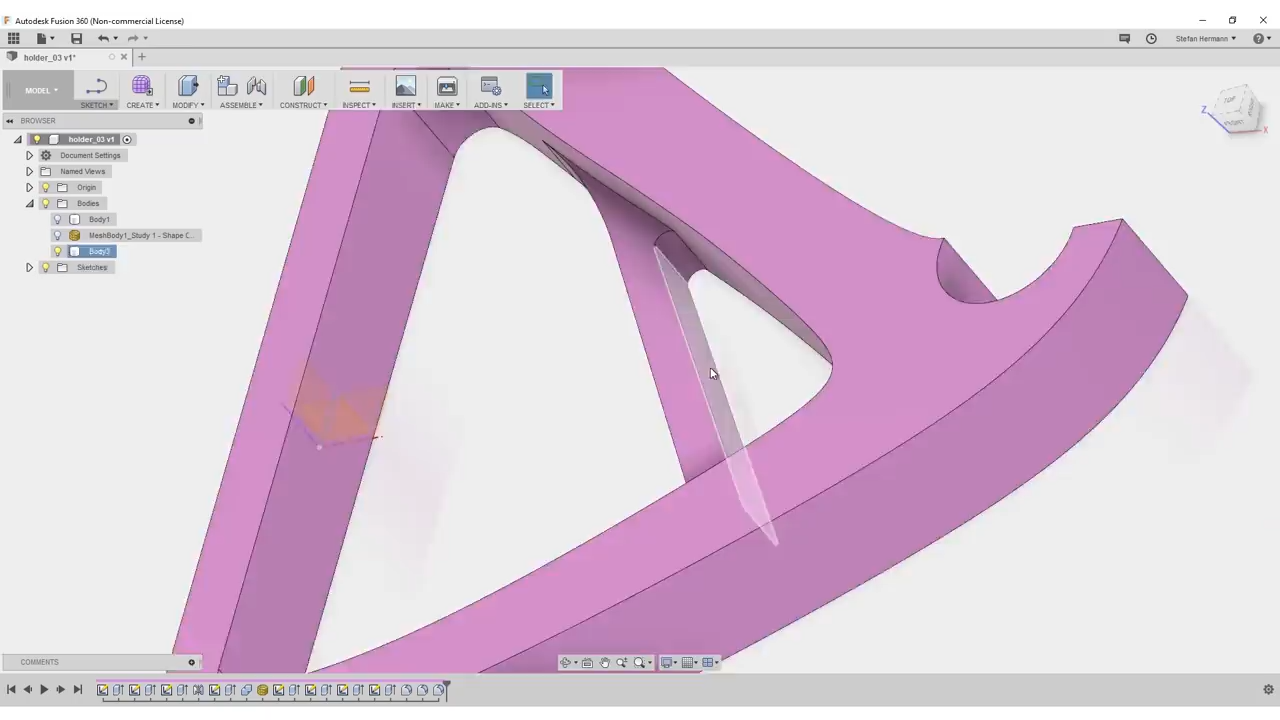 Autodesk Fusion 360 (Non-commercial License)
Stefan Hermann
holder_03 v1*
MODEL
SKETCH
CREATE
MODIFY
ASSEMBLE
CONSTRUCT
INSPECT
INSERT
MAKE
ADD-INS
SELECT
BROWSER
holder_03 v1
Document Settings
Named Views
Origin
Bodies
Body1
MeshBody1_Study 1 - Shape (...
Body3
Sketches
TOP
Z
X
COMMENTS